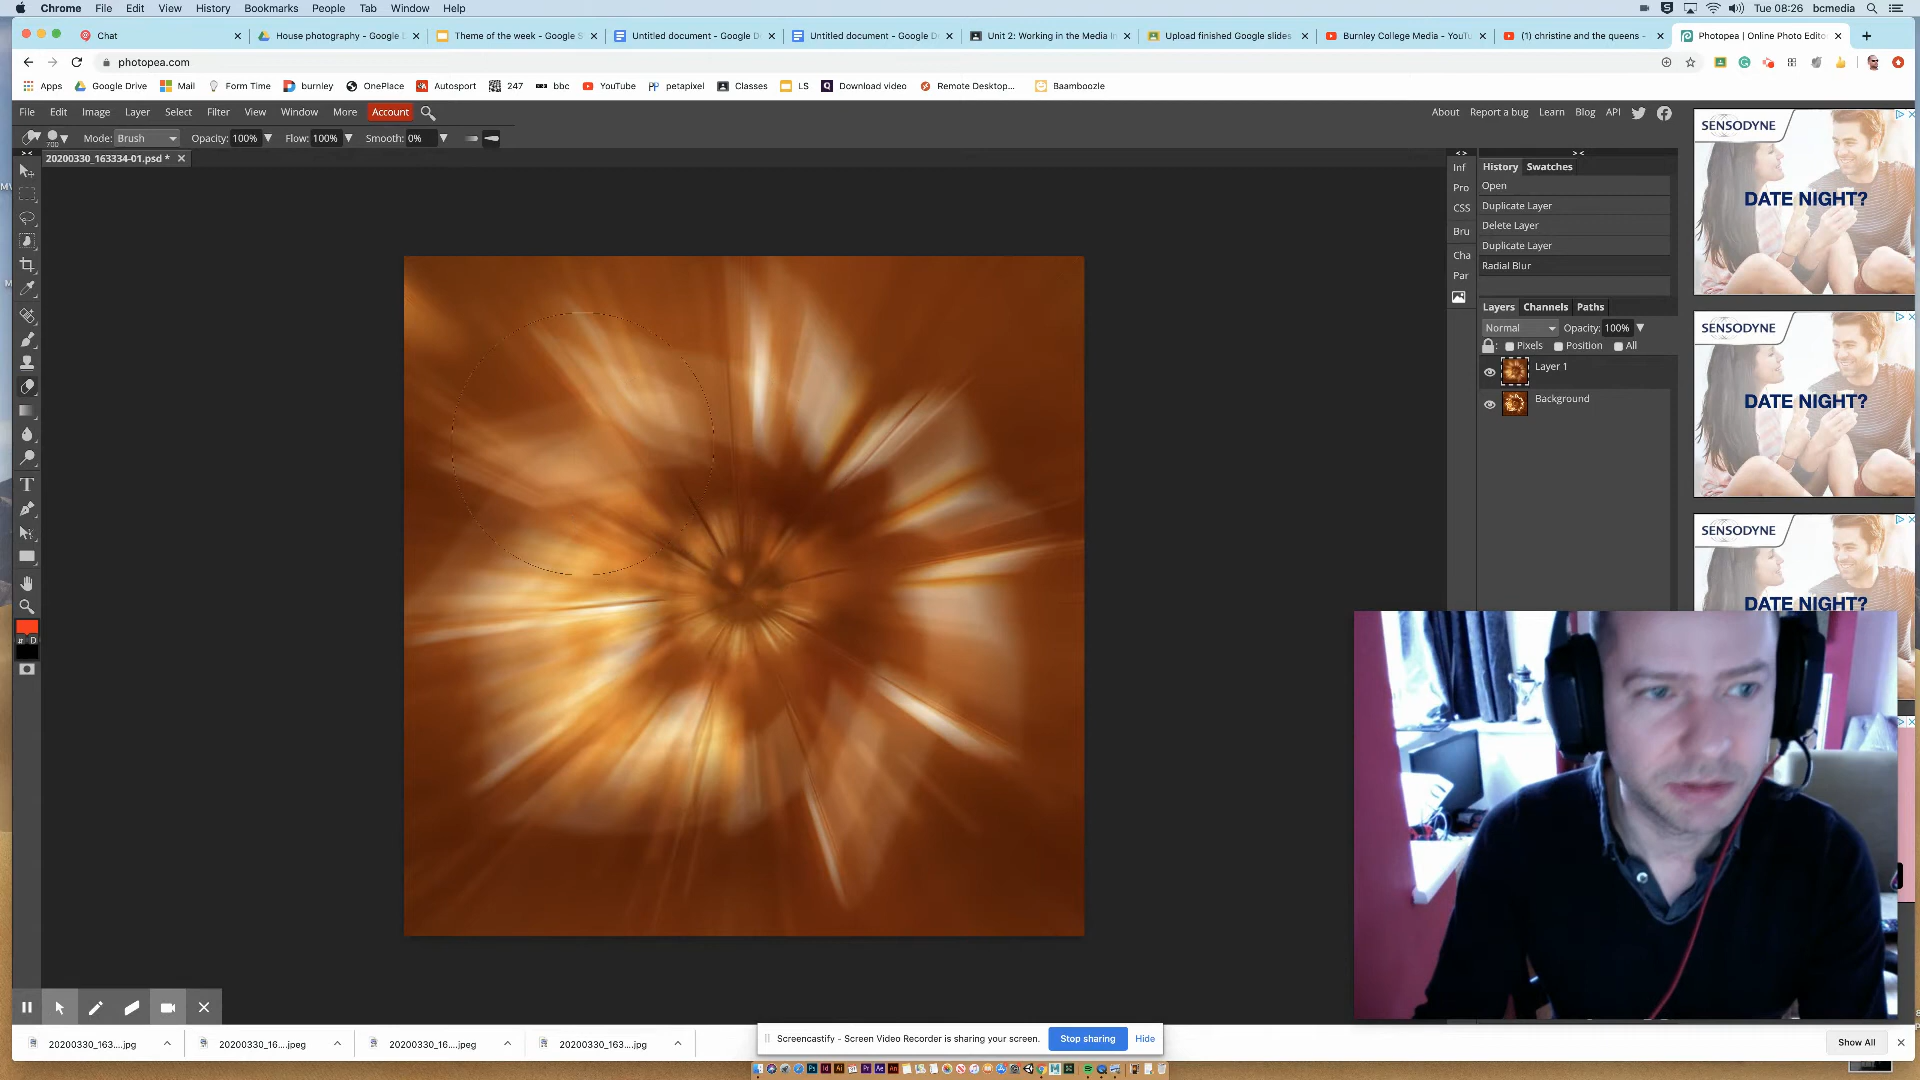 Chrome File Edit View History Bookmarks People Tab Window Help Tue 08:26 bcmedia
Chat House photography - Google Theme of the week - Google S Untitled document - Google D Untitled document - Google D Unit 2: Working in the Media In Upload finished Google slides Burnley College Media - YouTu (1) christine and the queens - Photopea | Online Photo Edito
photopea.com
Apps Google Drive Mail Form Time burnley OnePlace Autosport 247 bbc YouTube petapixel Classes LS Download video Remote Desktop... Baamboozle
File Edit Image Layer Select Filter View Window More Account About Report a bug Learn Blog API
700 Mode: Brush Opacity: 100% Flow: 100% Smooth: 0%
20200330_163334-01.psd *
Inf
Pro
CSS
Bru
Cha
Par
History Swatches
Open
Duplicate Layer
Delete Layer
Duplicate Layer
Radial Blur
Layers Channels Paths
Normal Opacity: 100%
Pixels Position All
Layer 1
Background
D
SENSODYNE
DATE NIGHT?
SENSODYNE
DATE NIGHT?
SENSODYNE
DATE NIGHT?
20200330_163....jpg 20200330_16....jpeg 20200330_16....jpeg 20200330_163....jpg
Screencastify - Screen Video Recorder is sharing your screen. Stop sharing Hide
Show All